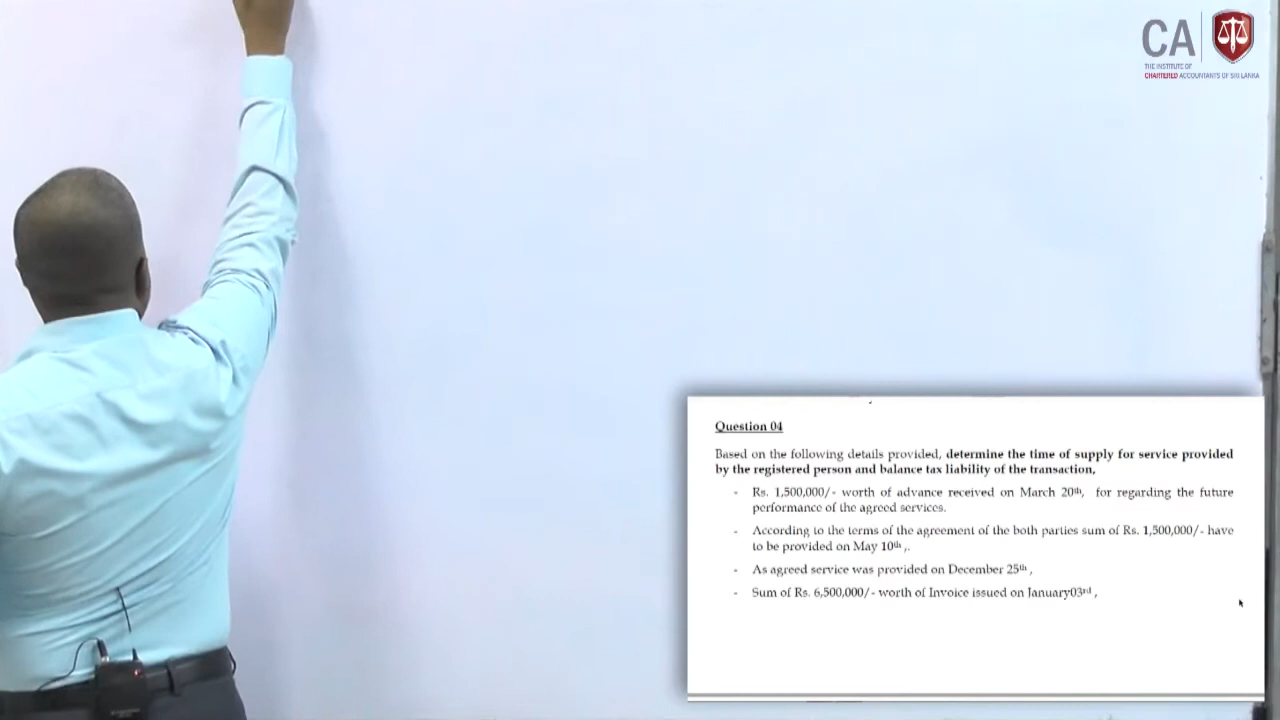 CA
THE INSTITUTE OF
CHARTERED ACCOUNTANTS OF SRI LANKA
Question 04
Based on the following details provided, determine the time of supply for service provided
by the registered person and balance tax liability of the transaction,
- Rs. 1,500,000/- worth of advance received on March 20th, for regarding the future
performance of the agreed services.
- According to the terms of the agreement of the both parties sum of Rs. 1,500,000/- have
to be provided on May 10th,.
- As agreed service was provided on December 25th,
- Sum of Rs. 6,500,000/- worth of Invoice issued on January03rd,